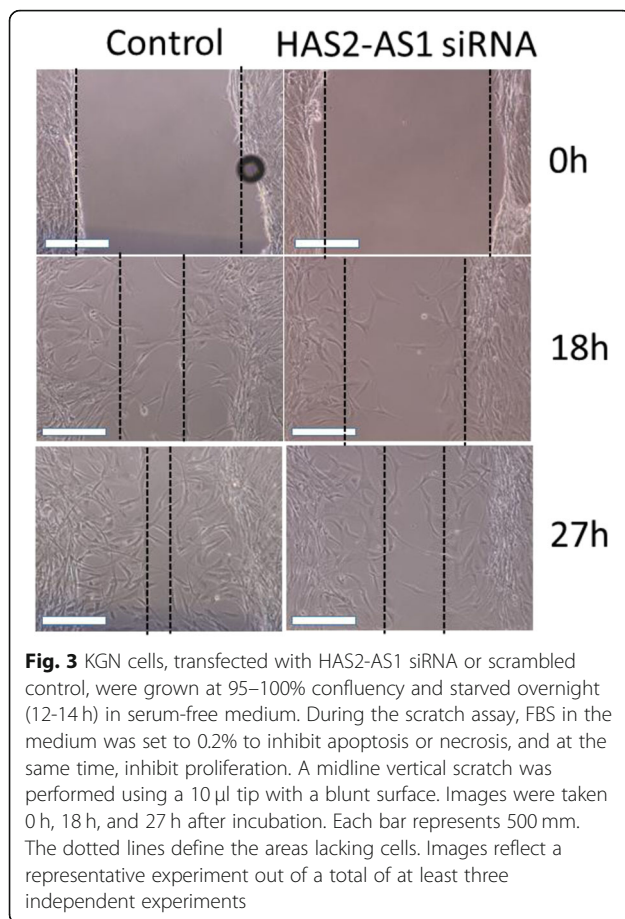 Control HAS2-AS1 siRNA
0h
18h
27h
Fig. 3 KGN cells, transfected with HAS2-AS1 siRNA or scrambled
control, were grown at 95–100% confluency and starved overnight
(12-14 h) in serum-free medium. During the scratch assay, FBS in the
medium was set to 0.2% to inhibit apoptosis or necrosis, and at the
same time, inhibit proliferation. A midline vertical scratch was
performed using a 10 μl tip with a blunt surface. Images were taken
0 h, 18 h, and 27 h after incubation. Each bar represents 500 mm.
The dotted lines define the areas lacking cells. Images reflect a
representative experiment out of a total of at least three
independent experiments